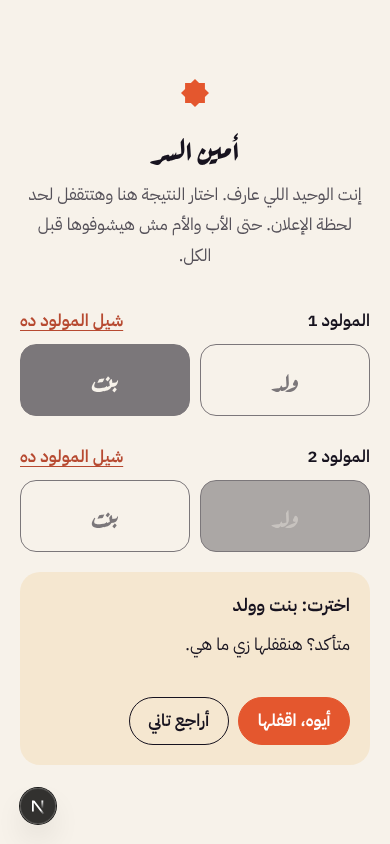 أمين السر
إنت الوحيد اللي عارف. اختار النتيجة هنا وهتتقفل لحد
لحظة الإعلان. حتى الأب والأم مش هيشوفوها قبل
الكل.
المولود 1
شيل المولود ده
ولد
بنت
المولود 2
شيل المولود ده
ولد
بنت
اخترت: بنت وولد
متأكد؟ هنقفلها زي ما هي.
أيوه، اقفلها
أراجع تاني
N